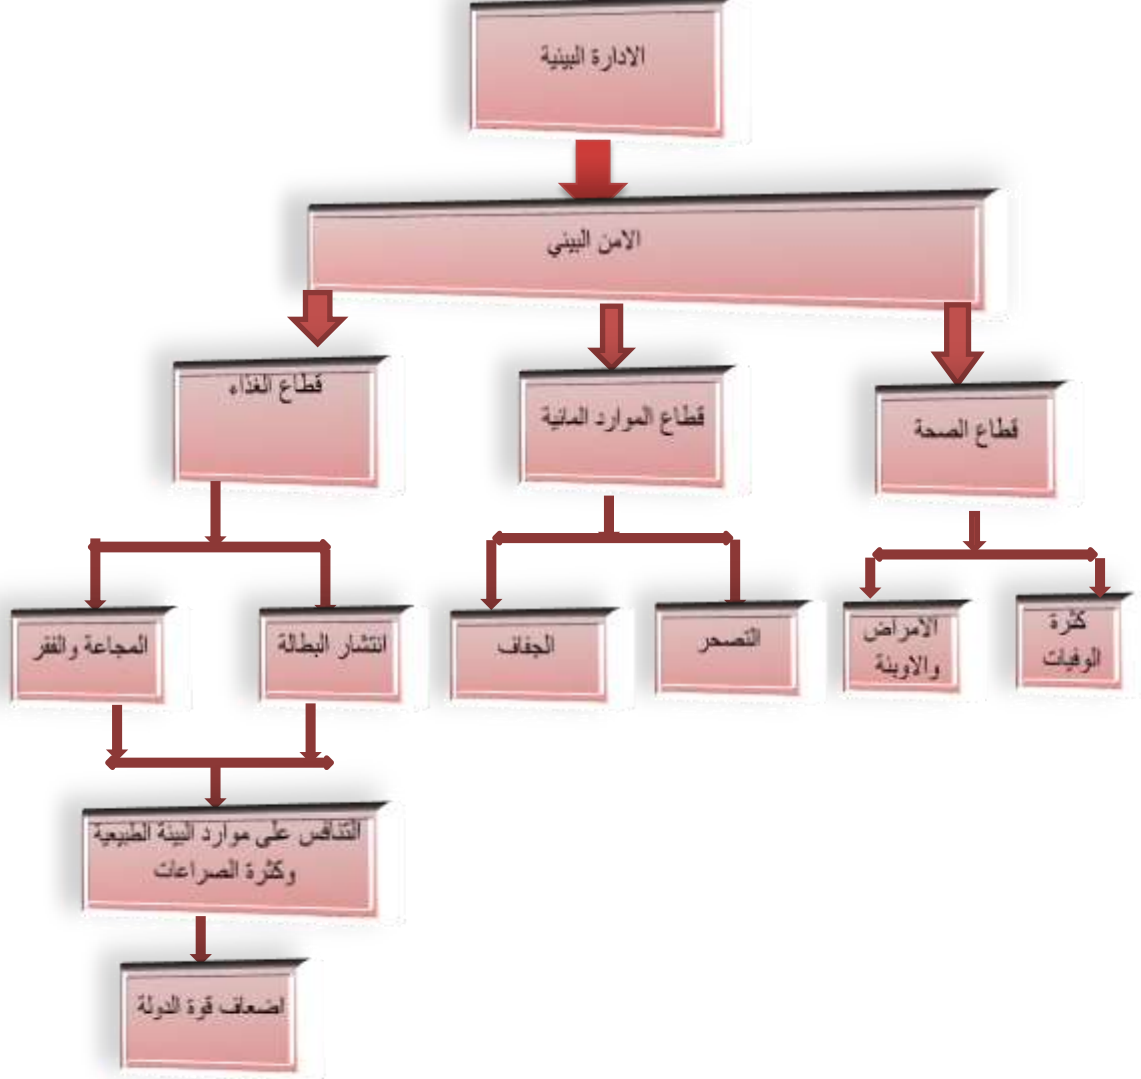 الادارة البيئية
الامن البيئي
قطاع الصحة
قطاع الموارد المائية
قطاع الغذاء
كثرة
الوفيات
الامراض
والاوبئة
التصحر
الجفاف
انتشار البطالة
المجاعة والفقر
التنافس على موارد البيئة الطبيعية
وكثرة الصراعات
اضعاف قوة الدولة